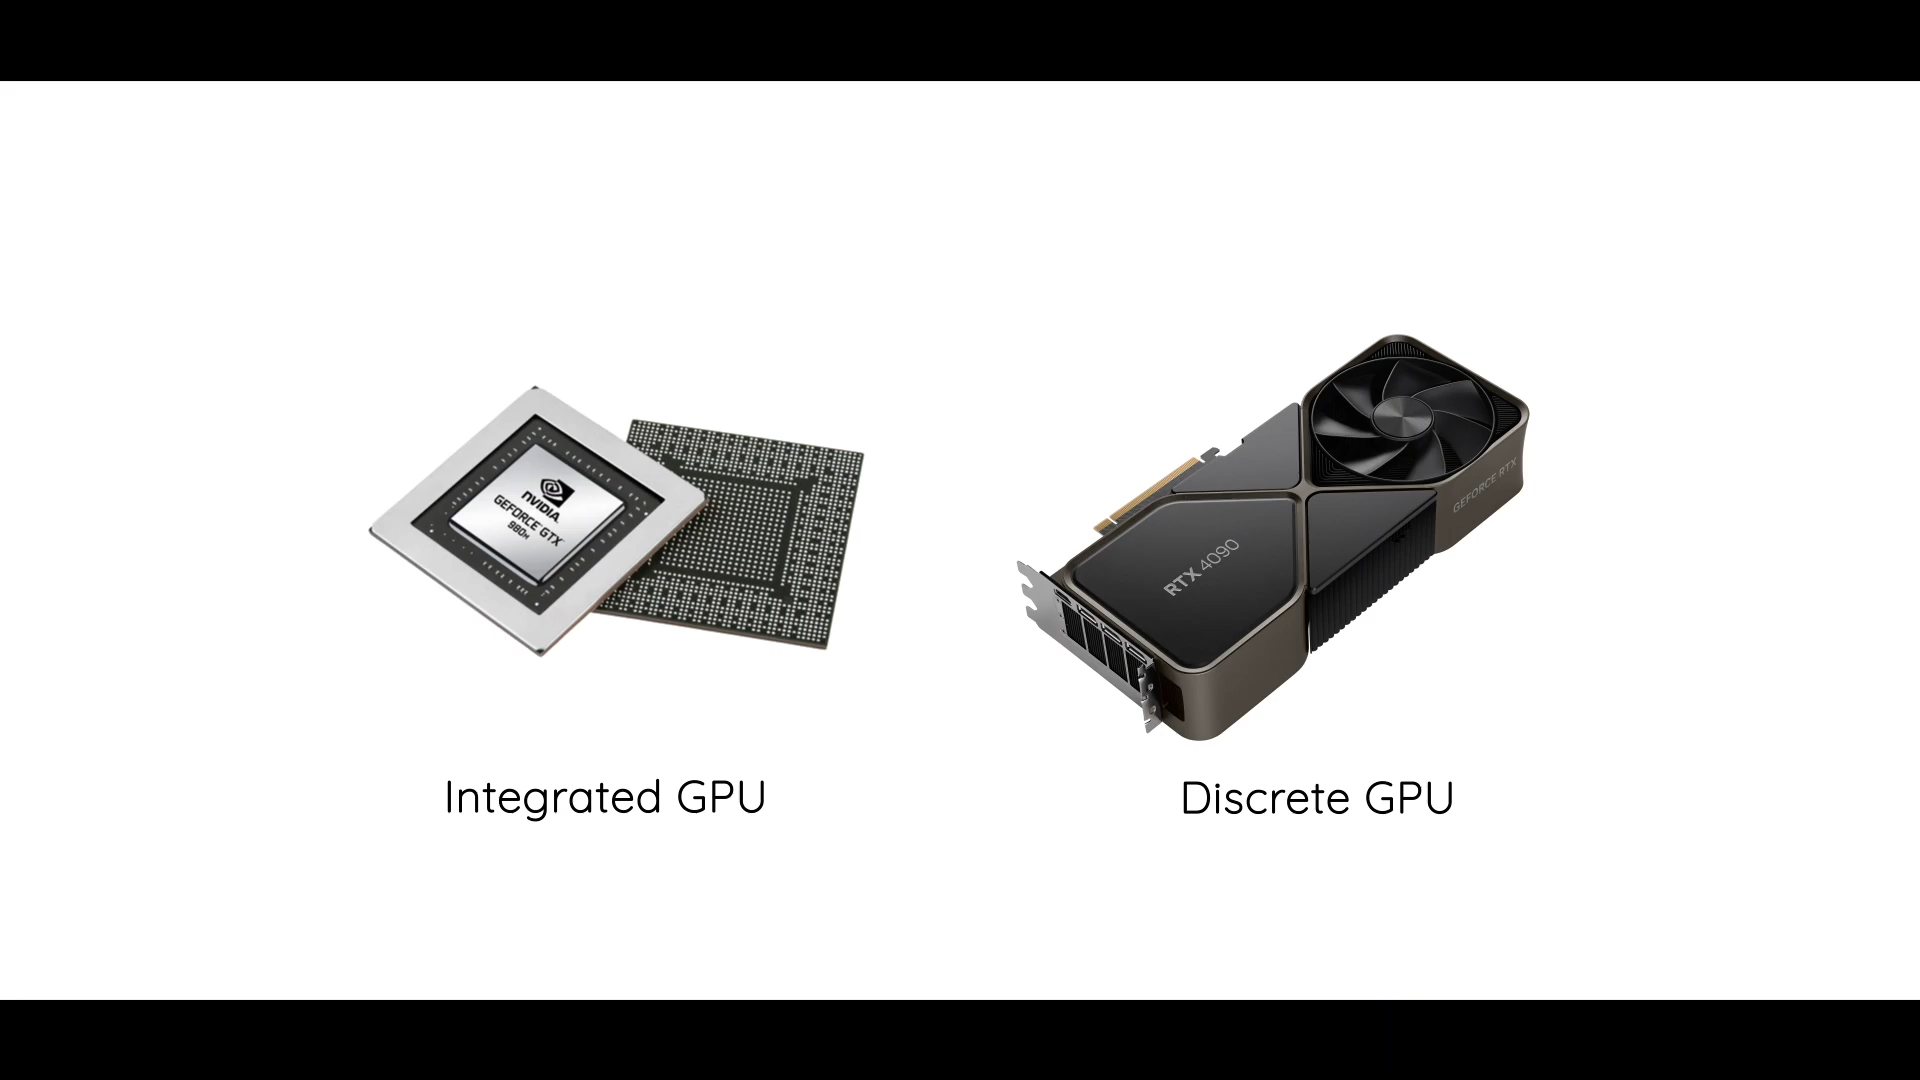 NVIDIA
GEFORCE GTX
980M
Integrated GPU
RTX 4090
GEFORCE RTX
Discrete GPU